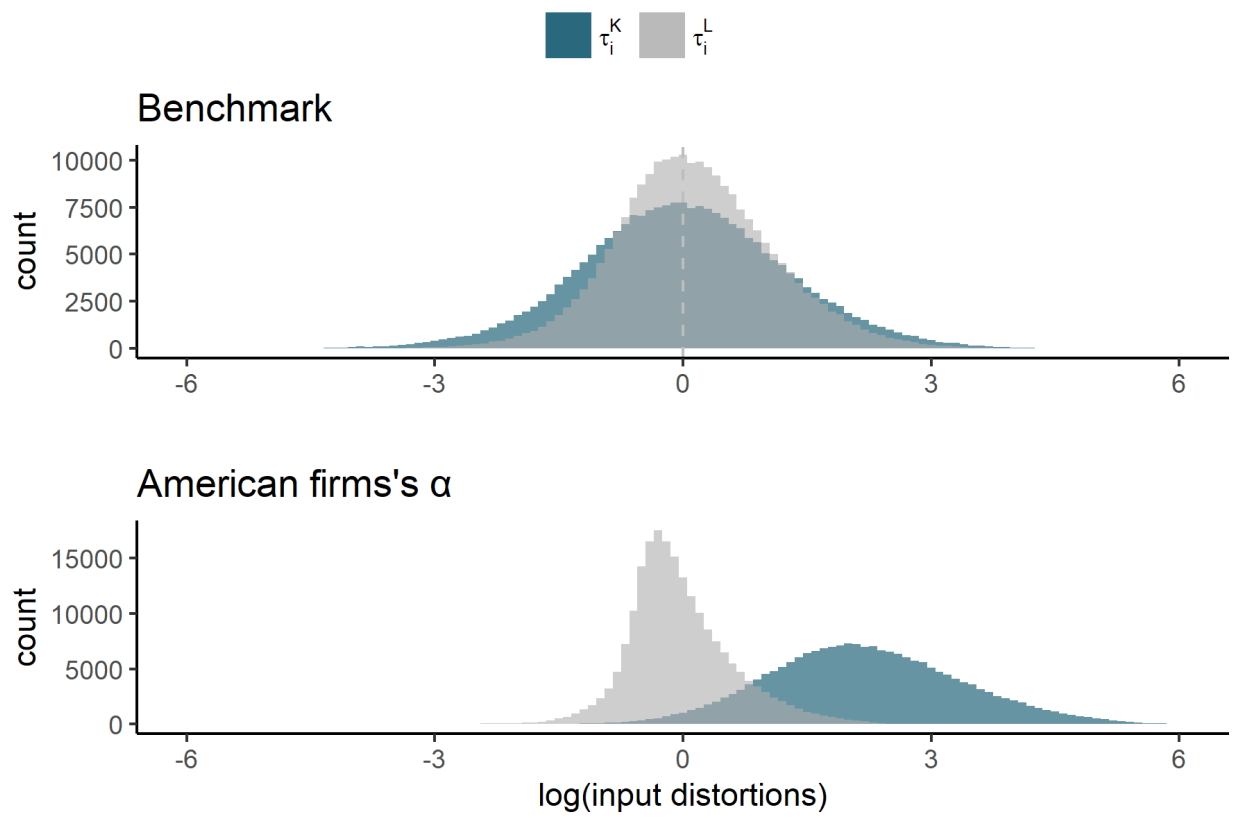 τᵢᴷ τᵢᴸ
Benchmark
10000
7500
5000
2500
0
count
-6 -3 0 3 6
American firms's α
15000
10000
5000
0
count
-6 -3 0 3 6
log(input distortions)